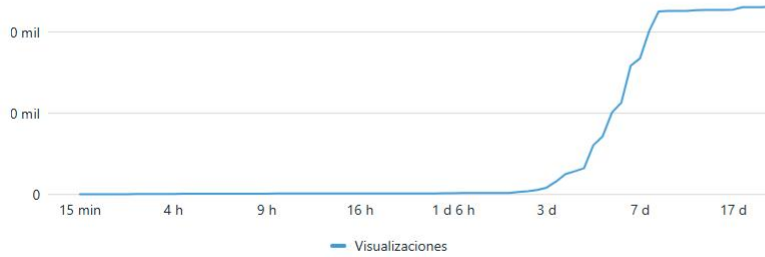 0 mil
0 mil
0
15 min 4 h 9 h 16 h 1 d 6 h 3 d 7 d 17 d
Visualizaciones